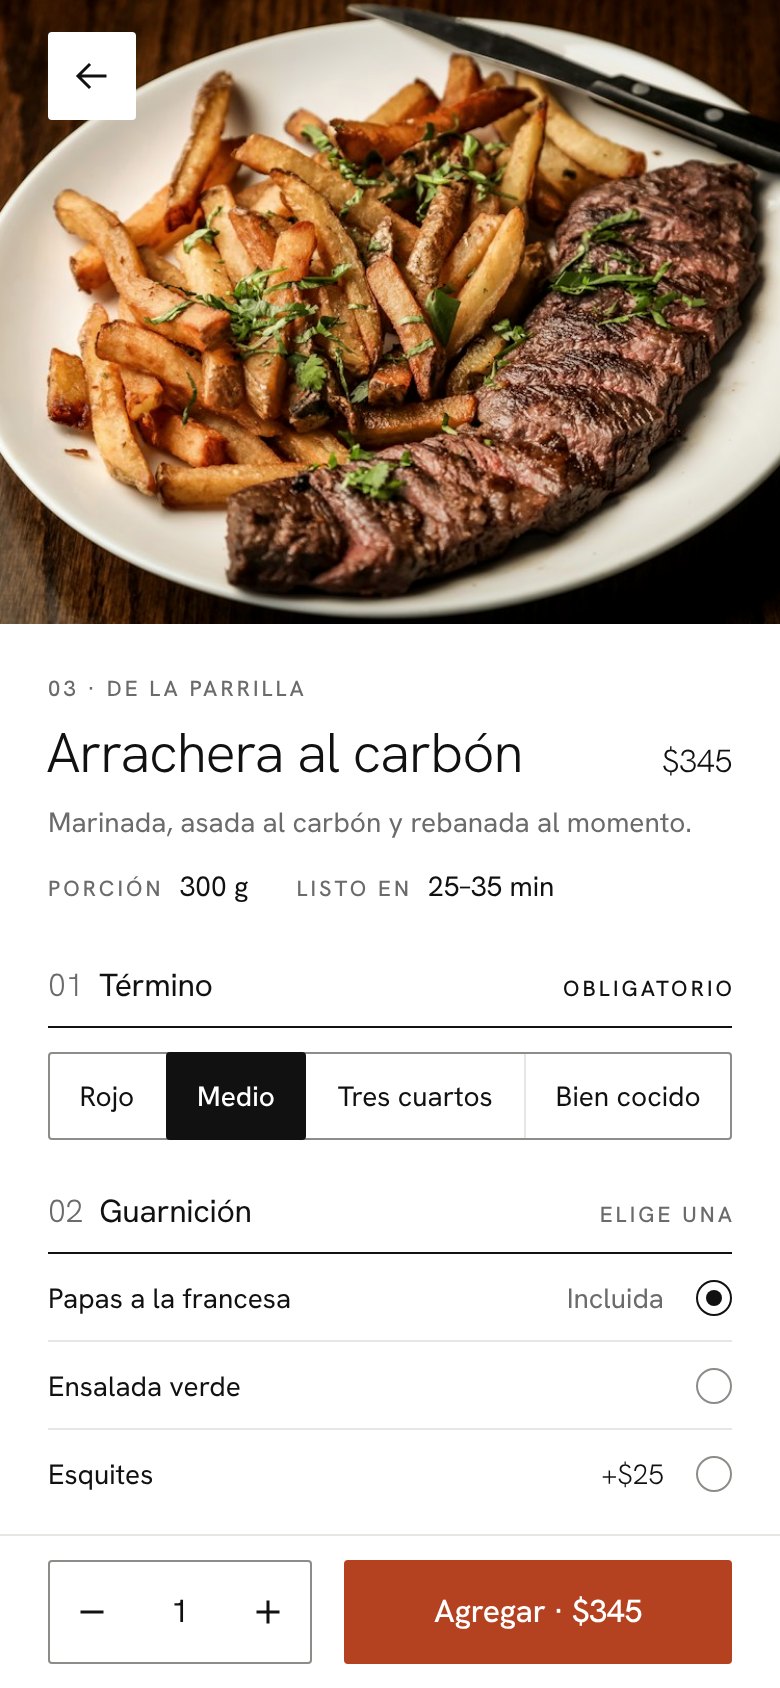 03 · DE LA PARRILLA
Arrachera al carbón $345
Marinada, asada al carbón y rebanada al momento.
PORCIÓN 300 g LISTO EN 25–35 min
01 Término OBLIGATORIO
Rojo Medio Tres cuartos Bien cocido
02 Guarnición ELIGE UNA
Papas a la francesa Incluida
Ensalada verde
Esquites +$25
− 1 + Agregar · $345